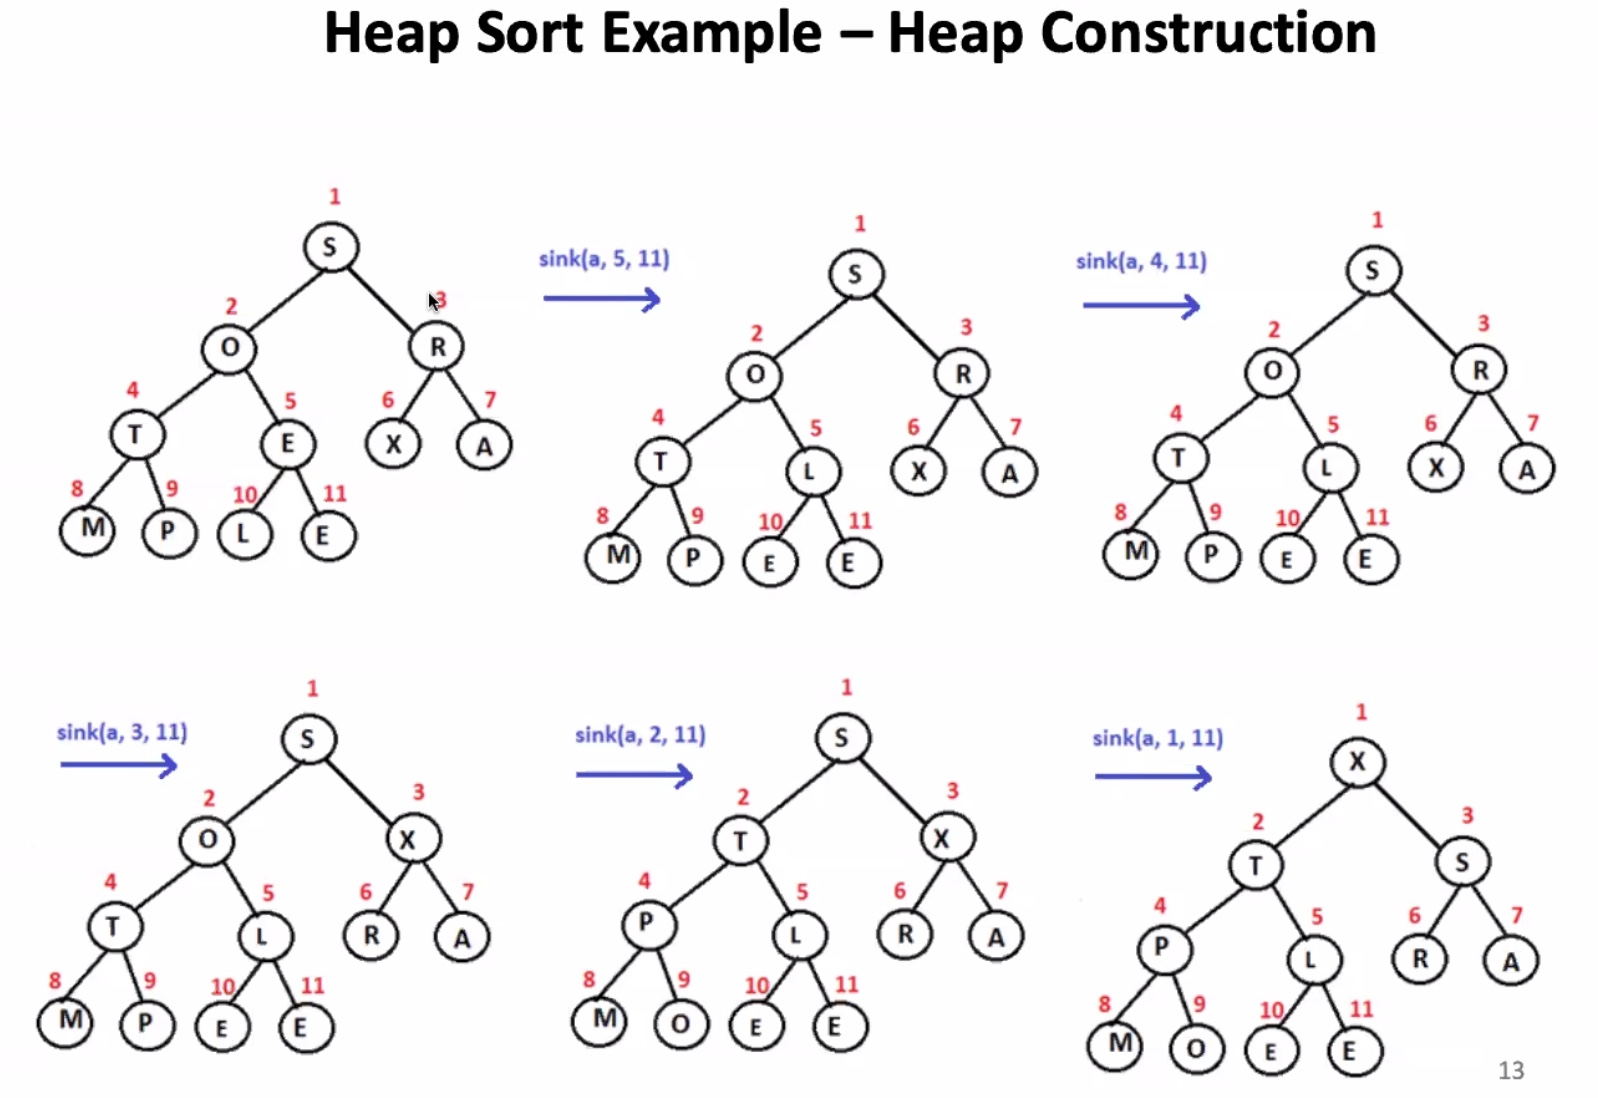 Heap Sort Example – Heap Construction
1
S
2
3
O
R
4
5
6
7
T
E
X
A
8
9
10
11
M
P
L
E
sink(a, 5, 11)
1
S
2
3
O
R
4
5
6
7
T
L
X
A
8
9
10
11
M
P
E
E
sink(a, 4, 11)
1
S
2
3
O
R
4
5
6
7
T
L
X
A
8
9
10
11
M
P
E
E
sink(a, 3, 11)
1
S
2
3
O
X
4
5
6
7
T
L
R
A
8
9
10
11
M
P
E
E
sink(a, 2, 11)
1
S
2
3
T
X
4
5
6
7
P
L
R
A
8
9
10
11
M
O
E
E
sink(a, 1, 11)
1
X
2
3
T
S
4
5
6
7
P
L
R
A
8
9
10
11
M
O
E
E
13